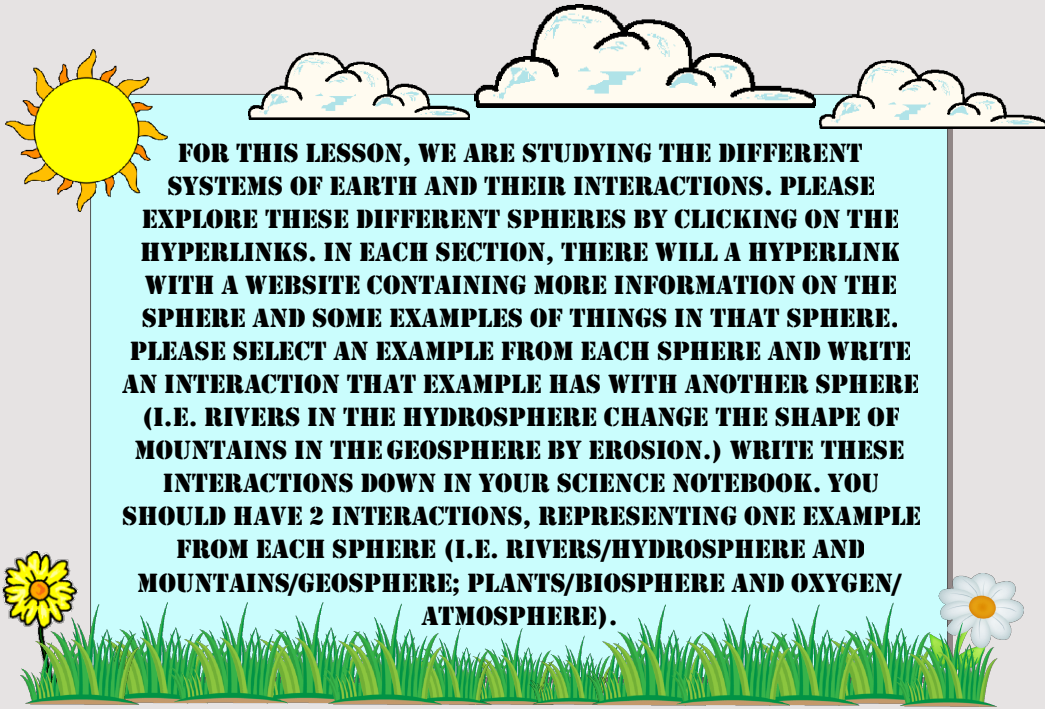 FOR THIS LESSON, WE ARE STUDYING THE DIFFERENT
SYSTEMS OF EARTH AND THEIR INTERACTIONS. PLEASE
EXPLORE THESE DIFFERENT SPHERES BY CLICKING ON THE
HYPERLINKS. IN EACH SECTION, THERE WILL A HYPERLINK
WITH A WEBSITE CONTAINING MORE INFORMATION ON THE
SPHERE AND SOME EXAMPLES OF THINGS IN THAT SPHERE.
PLEASE SELECT AN EXAMPLE FROM EACH SPHERE AND WRITE
AN INTERACTION THAT EXAMPLE HAS WITH ANOTHER SPHERE
(I.E. RIVERS IN THE HYDROSPHERE CHANGE THE SHAPE OF
MOUNTAINS IN THE GEOSPHERE BY EROSION.) WRITE THESE
INTERACTIONS DOWN IN YOUR SCIENCE NOTEBOOK. YOU
SHOULD HAVE 2 INTERACTIONS, REPRESENTING ONE EXAMPLE
FROM EACH SPHERE (I.E. RIVERS/HYDROSPHERE AND
MOUNTAINS/GEOSPHERE; PLANTS/BIOSPHERE AND OXYGEN/
ATMOSPHERE).